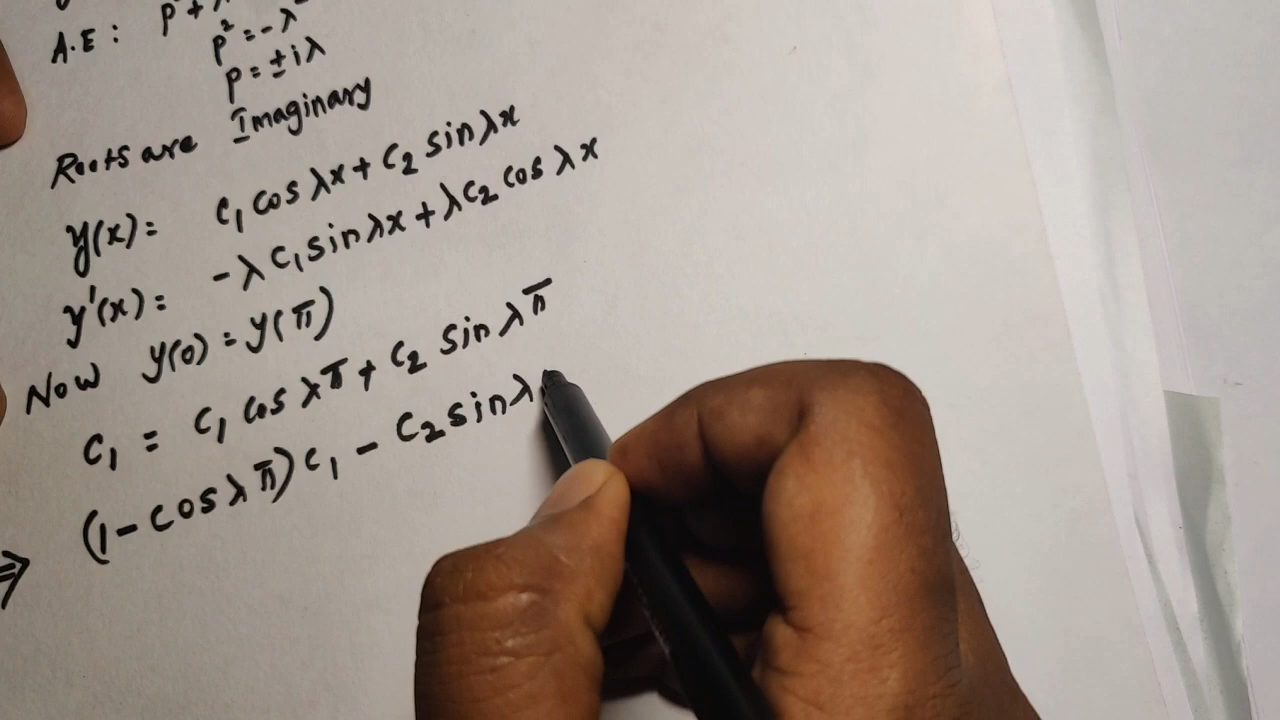 A.E: p²+λ
p²=-λ²
p=±iλ
Roots are Imaginary
y(x)= c₁ cos λx + c₂ sin λx
y'(x)= -λ c₁ sin λx + λ c₂ cos λx
Now y(0) = y(π)
c₁ = c₁ cos λπ + c₂ sin λπ
⇒ (1-cos λπ) c₁ - c₂ sin λ